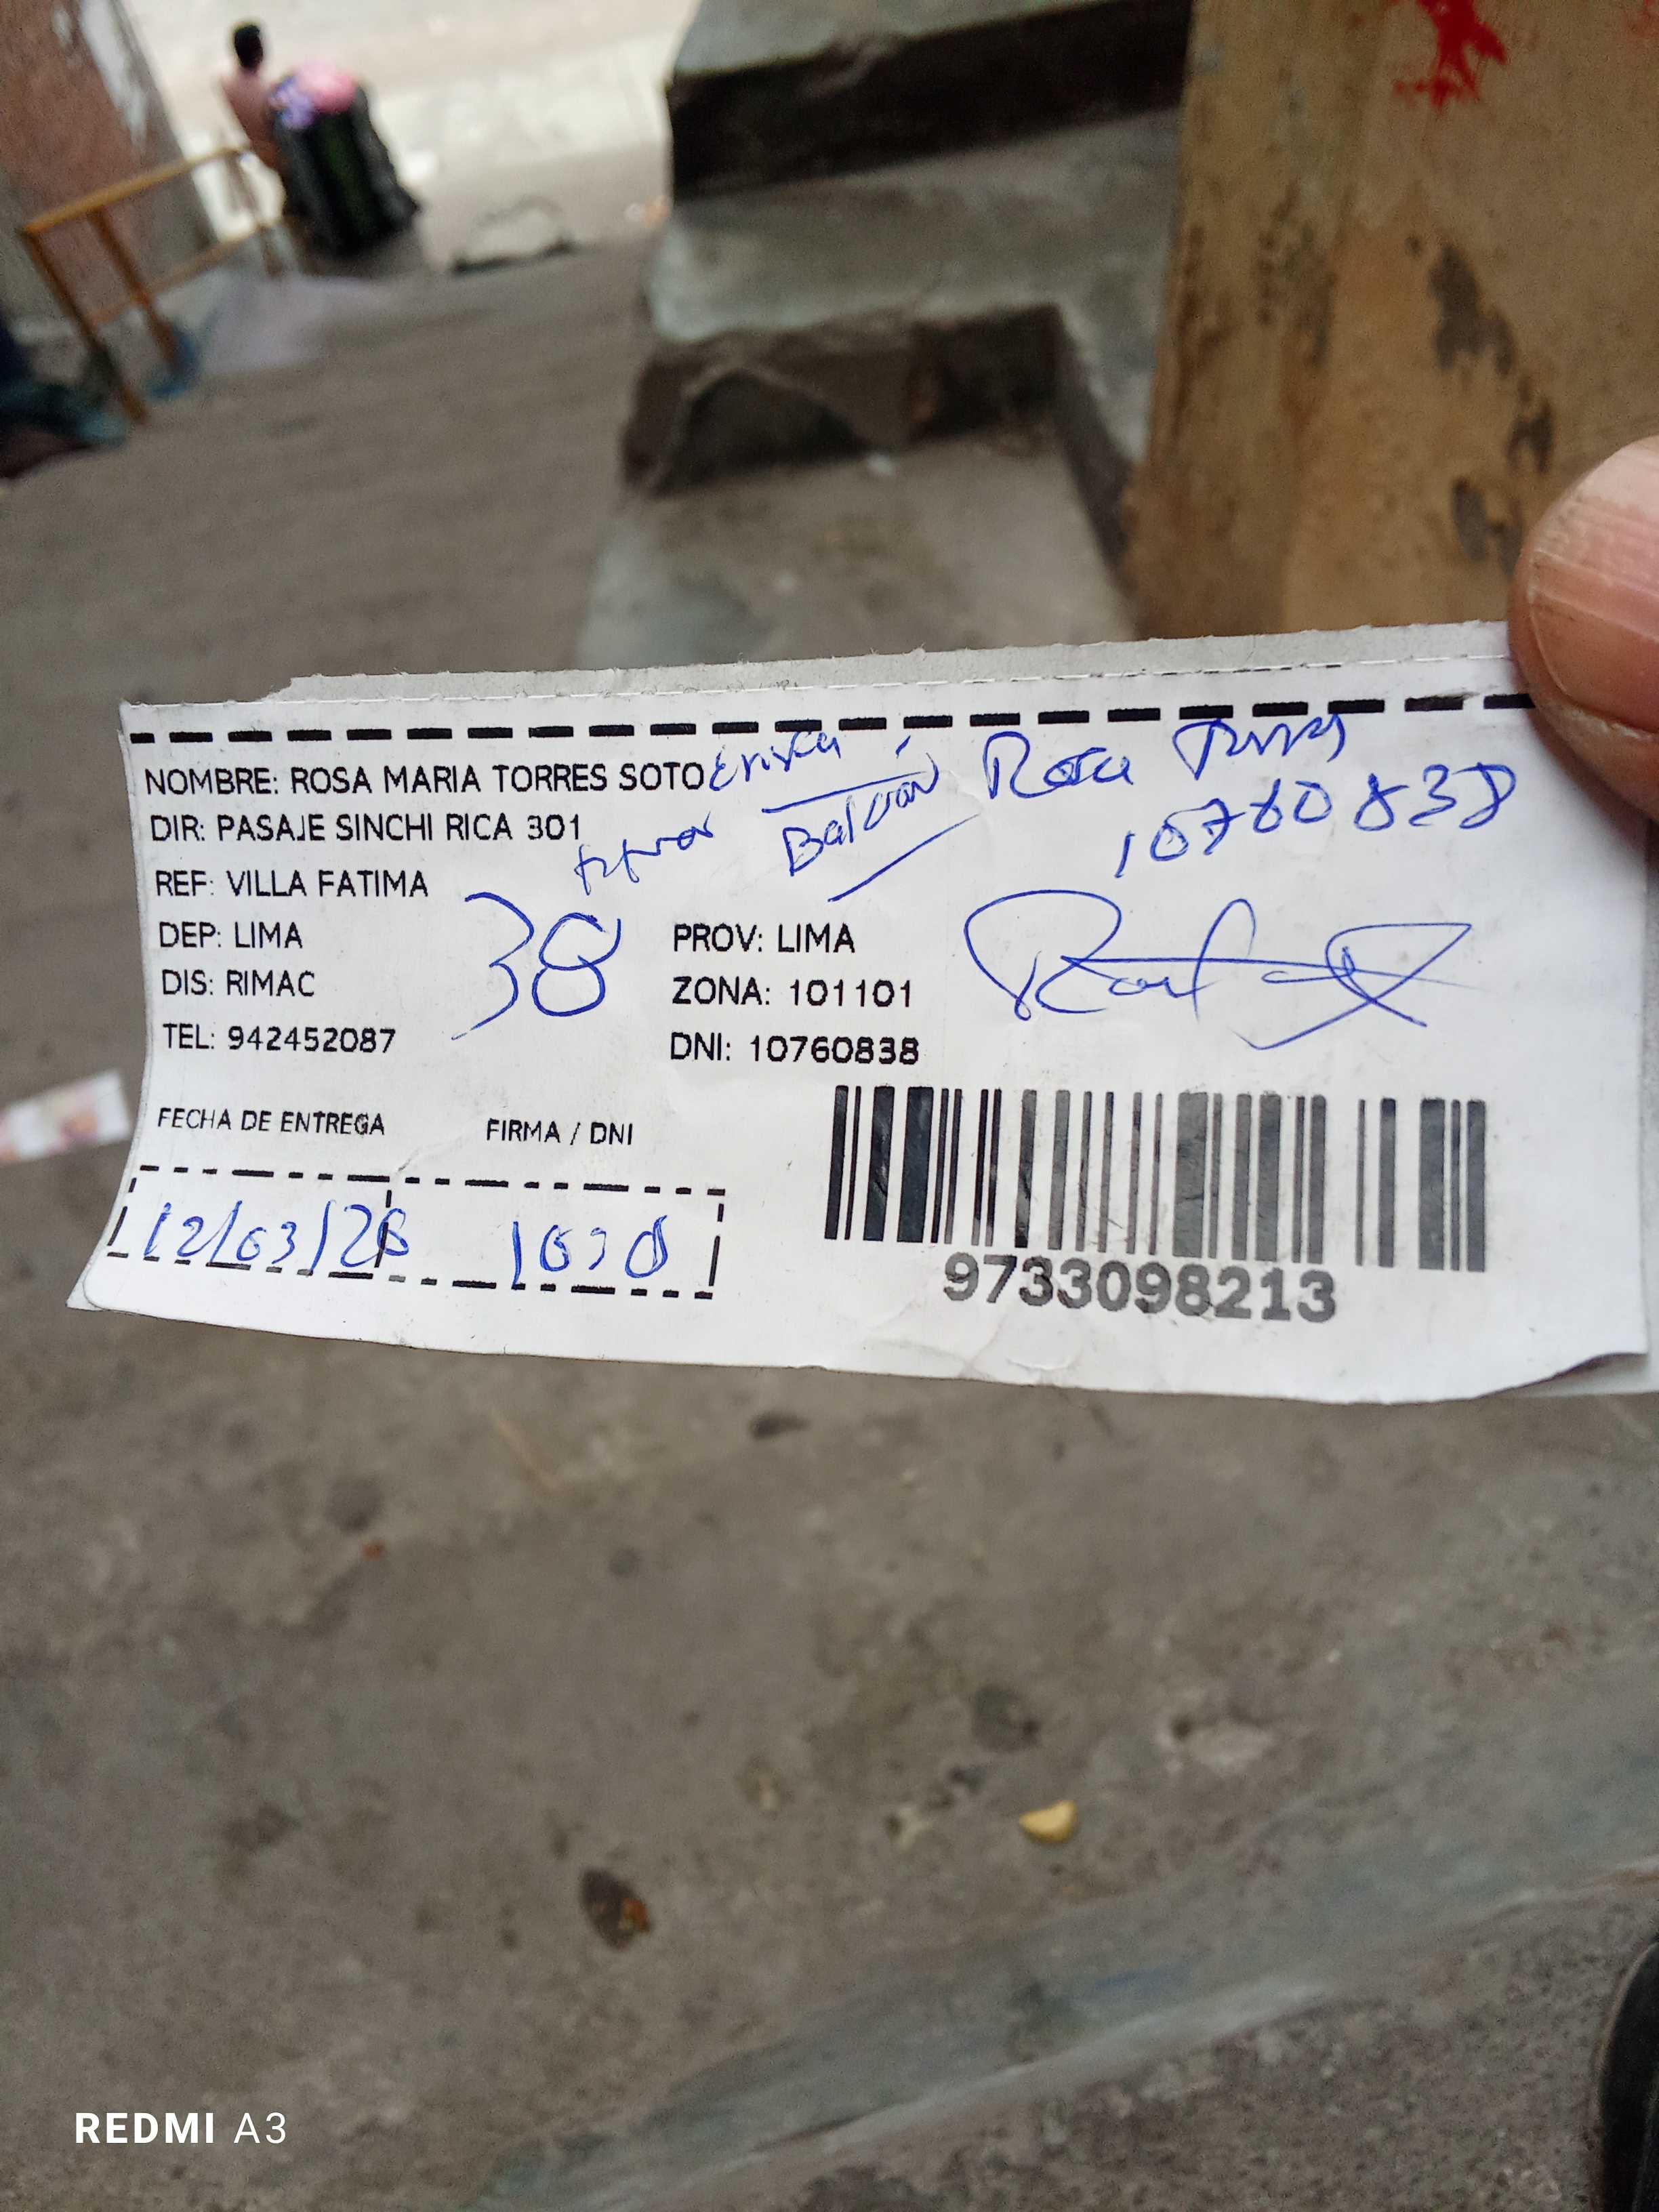 NOMBRE: ROSA MARIA TORRES SOTO
Balcón Rosa Torres
10760838
DIR: PASAJE SINCHI RICA 301
REF: VILLA FATIMA
38
DEP: LIMA PROV: LIMA
DIS: RIMAC ZONA: 101101
TEL: 942452087 DNI: 10760838
FECHA DE ENTREGA FIRMA / DNI
12/03/26
9733098213
REDMI A3